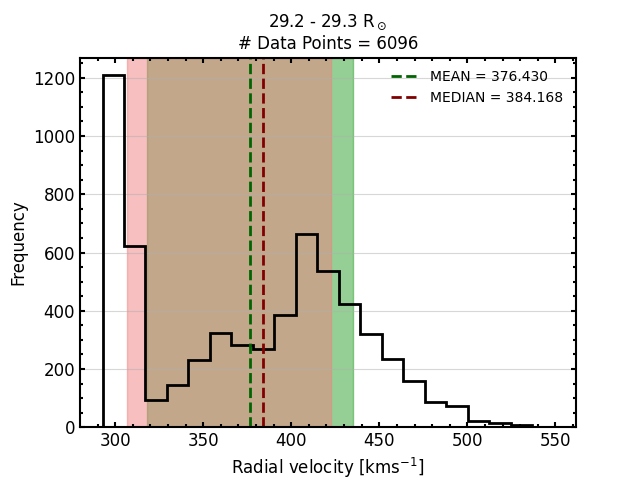 29.2 - 29.3 R⊙
# Data Points = 6096
MEAN = 376.430
MEDIAN = 384.168
1200
1000
800
600
400
200
0
Frequency
300 350 400 450 500 550
Radial velocity [kms⁻¹]